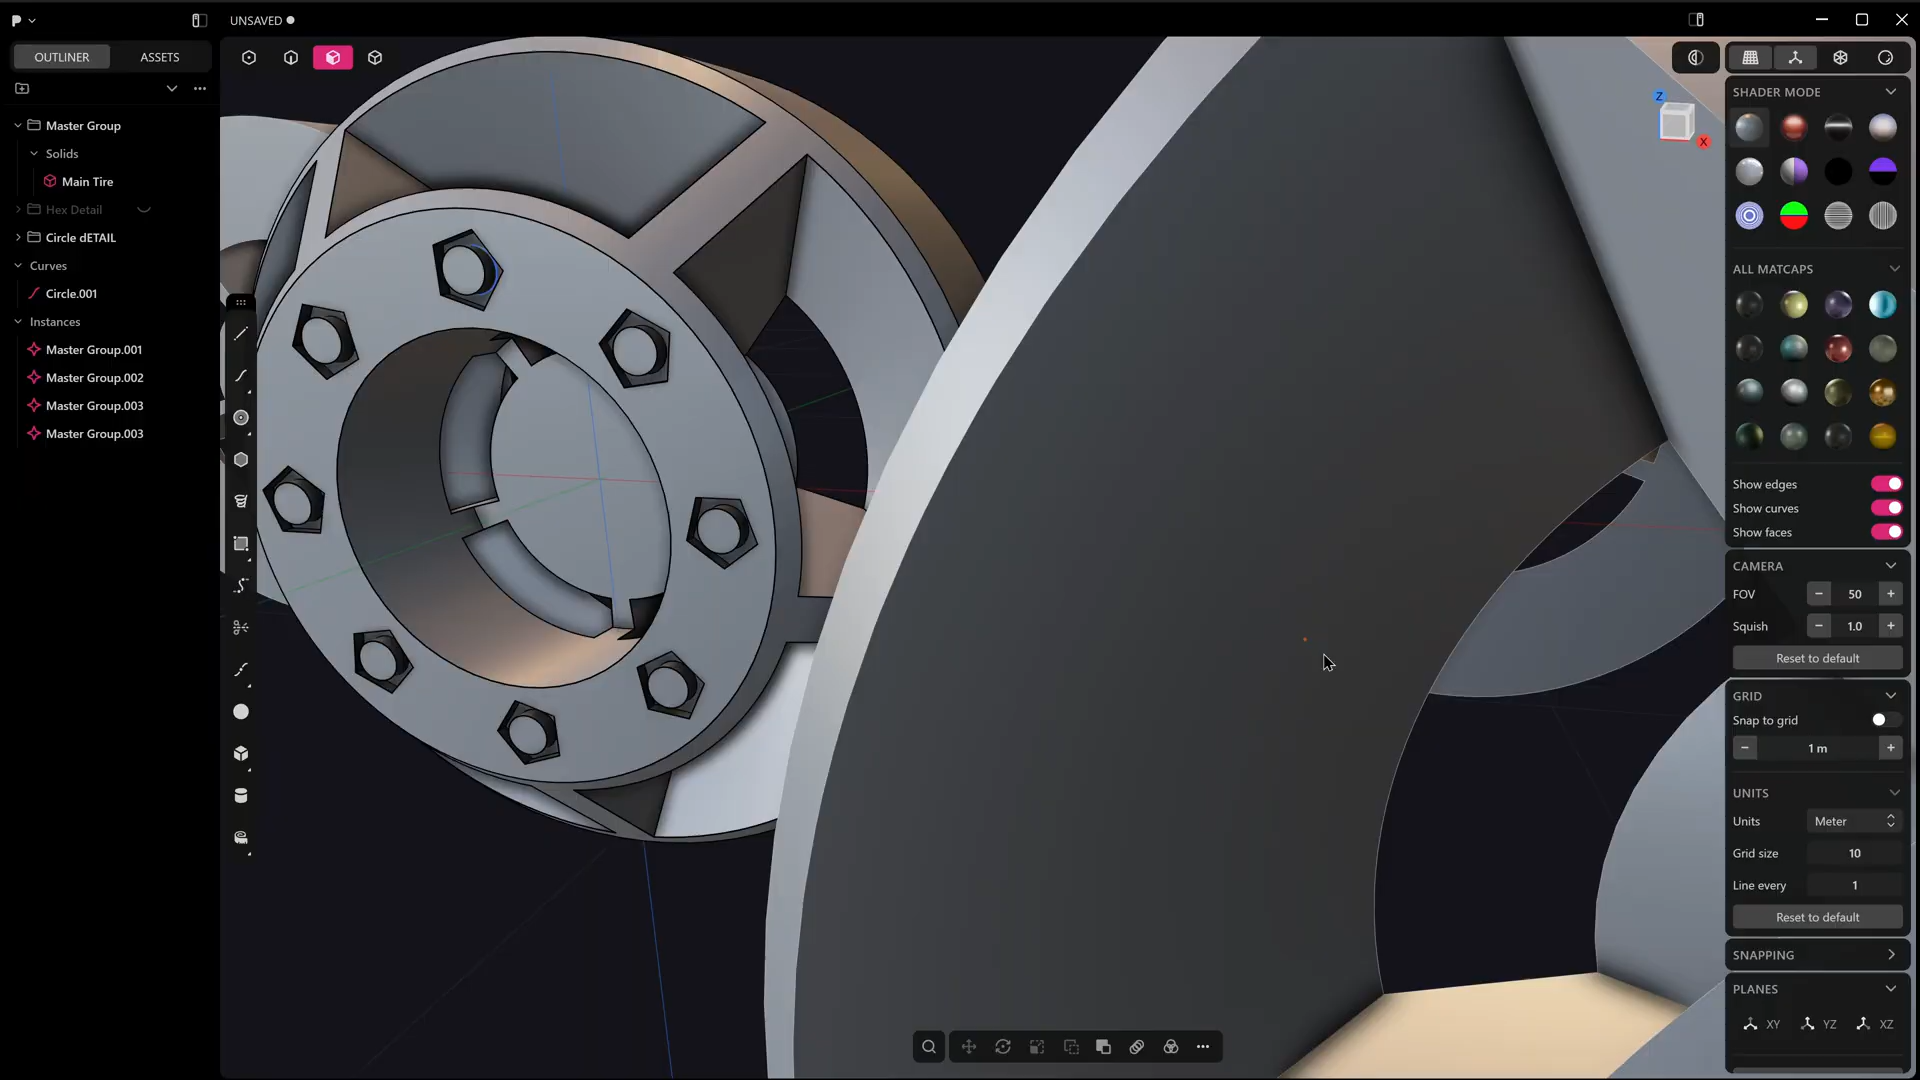 UNSAVED
OUTLINER
ASSETS
Master Group
Solids
Main Tire
Hex Detail
Circle dETAIL
Curves
Circle.001
Instances
Master Group.001
Master Group.002
Master Group.003
Master Group.003
Z
X
SHADER MODE
ALL MATCAPS
Show edges
Show curves
Show faces
CAMERA
FOV − 50 +
Squish − 1.0 +
Reset to default
GRID
Snap to grid
− 1 m +
UNITS
Units Meter
Grid size 10
Line every 1
Reset to default
SNAPPING
PLANES
XY YZ XZ